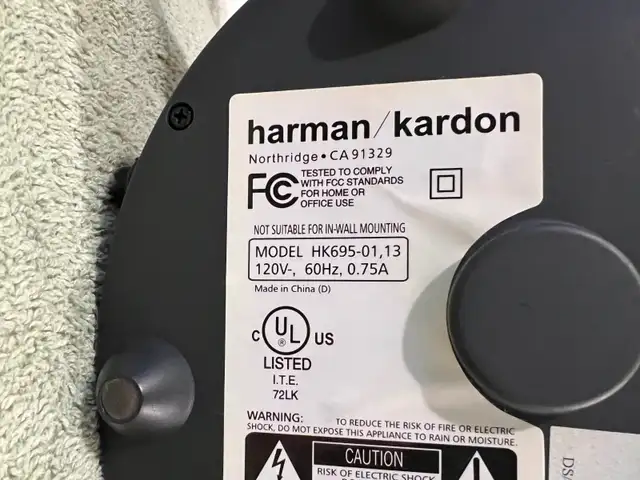 harman/kardon
Northridge • CA 91329
FCC
TESTED TO COMPLY
WITH FCC STANDARDS
FOR HOME OR
OFFICE USE
NOT SUITABLE FOR IN-WALL MOUNTING
MODEL HK695-01,13
120V~, 60Hz, 0.75A
Made in China (D)
C UL ® US
LISTED
I.T.E.
72LK
WARNING: TO REDUCE THE RISK OF FIRE OR ELECTRIC
SHOCK, DO NOT EXPOSE THIS APPLIANCE TO RAIN OR MOISTURE.
CAUTION
RISK OF ELECTRIC SHOCK